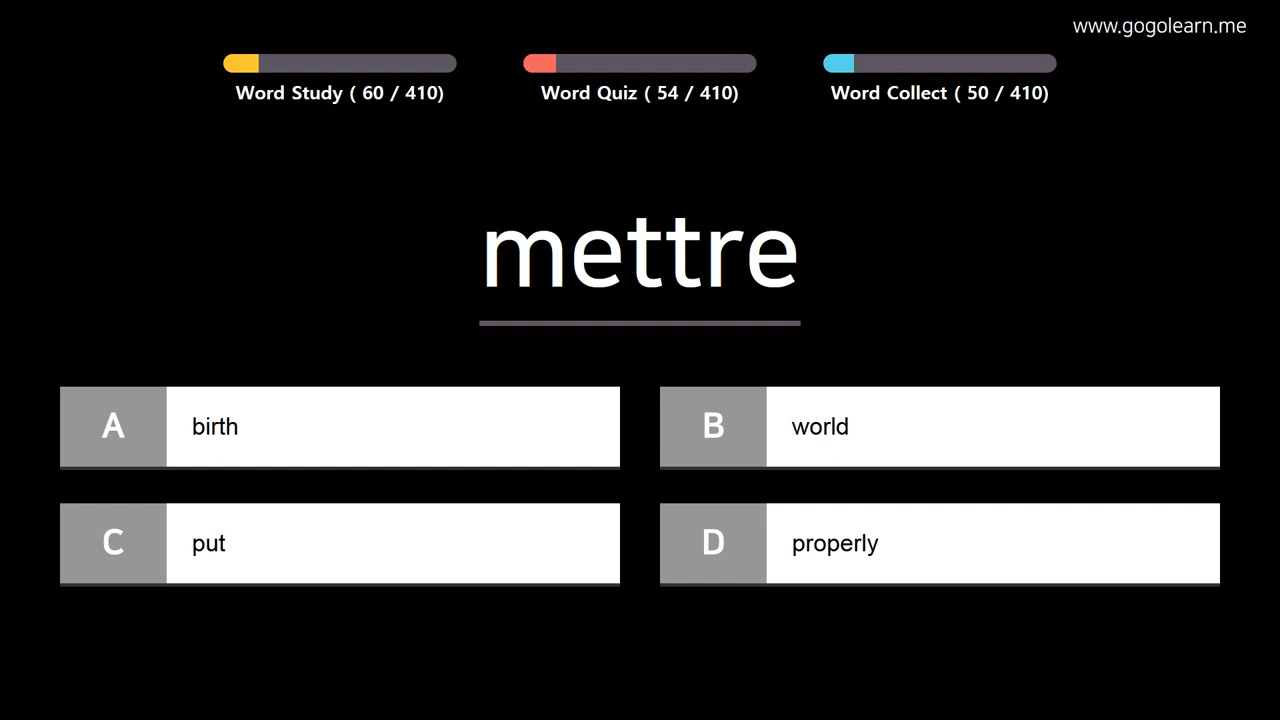 www.gogolearn.me
Word Study ( 60 / 410)
Word Quiz ( 54 / 410)
Word Collect ( 50 / 410)
mettre
A birth
B world
C put
D properly